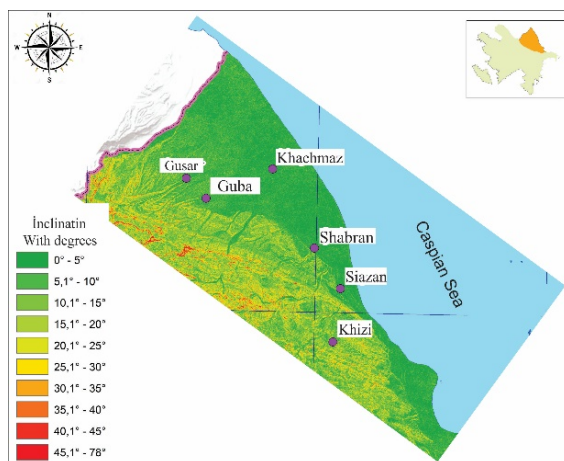 N
W
E
S
Gusar
Khachmaz
Guba
Shabran
Siazan
Khizi
Caspian Sea
İnclinatin
With degrees
0° - 5°
5,1° - 10°
10,1° - 15°
15,1° - 20°
20,1° - 25°
25,1° - 30°
30,1° - 35°
35,1° - 40°
40,1° - 45°
45,1° - 78°